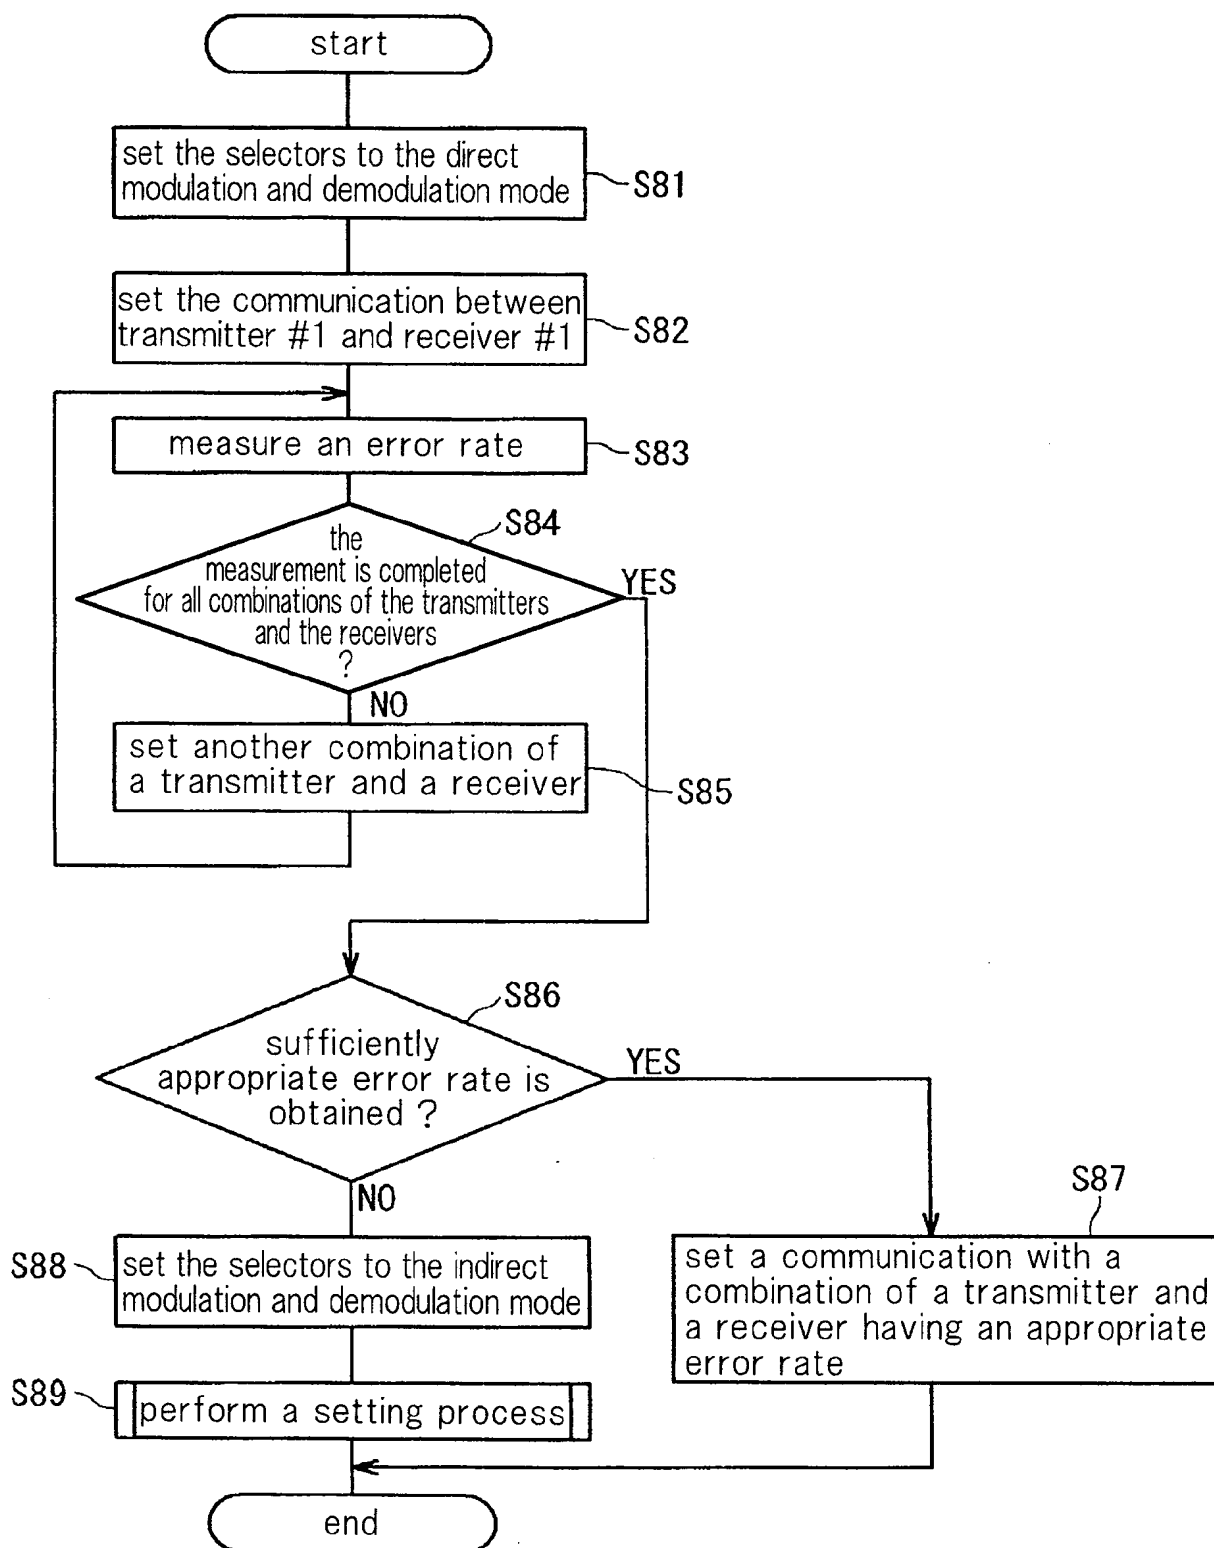 start
set the selectors to the direct
modulation and demodulation mode
S81
set the communication between
transmitter #1 and receiver #1
S82
measure an error rate
S83
S84
the
measurement is completed
for all combinations of the transmitters
and the receivers
?
YES
NO
set another combination of
a transmitter and a receiver
S85
S86
sufficiently
appropriate error rate is
obtained ?
YES
NO
S87
set a communication with a
combination of a transmitter and
a receiver having an appropriate
error rate
S88
set the selectors to the indirect
modulation and demodulation mode
S89
perform a setting process
end